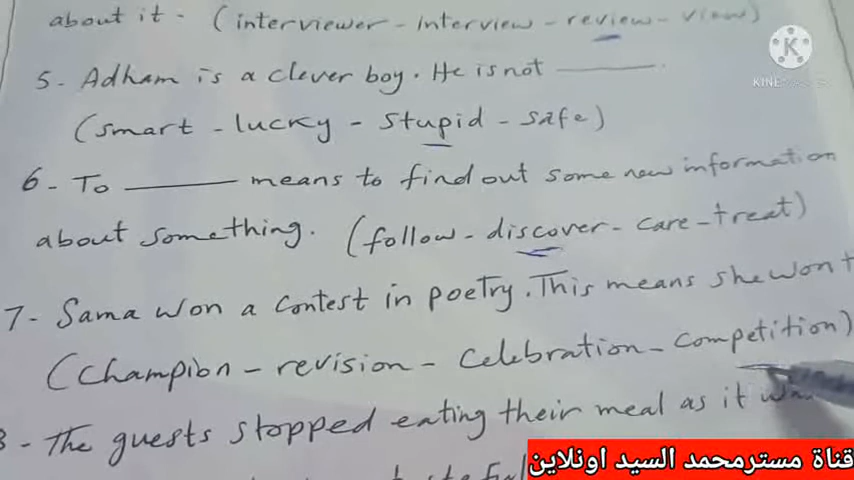 about it - (interviewer - interview - review - view)
KINEMASTER
5 - Adham is a clever boy. He is not ______.
(smart - lucky - stupid - safe)
6 - To ______ means to find out some new information
about something. (follow - discover - care - treat)
7 - Sama won a contest in poetry. This means she won t
(champion - revision - celebration - competition)
8 - The guests stopped eating their meal as it
قناة مسترمحمد السيد اونلاين